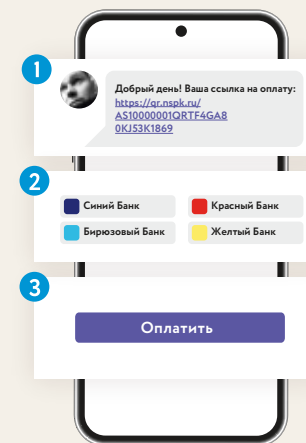 1
Добрый день! Ваша ссылка на оплату:
https://qr.nspk.ru/
AS10000001QRTF4GA8
0KJ53K1869
2
Синий Банк
Красный Банк
Бирюзовый Банк
Желтый Банк
3
Оплатить